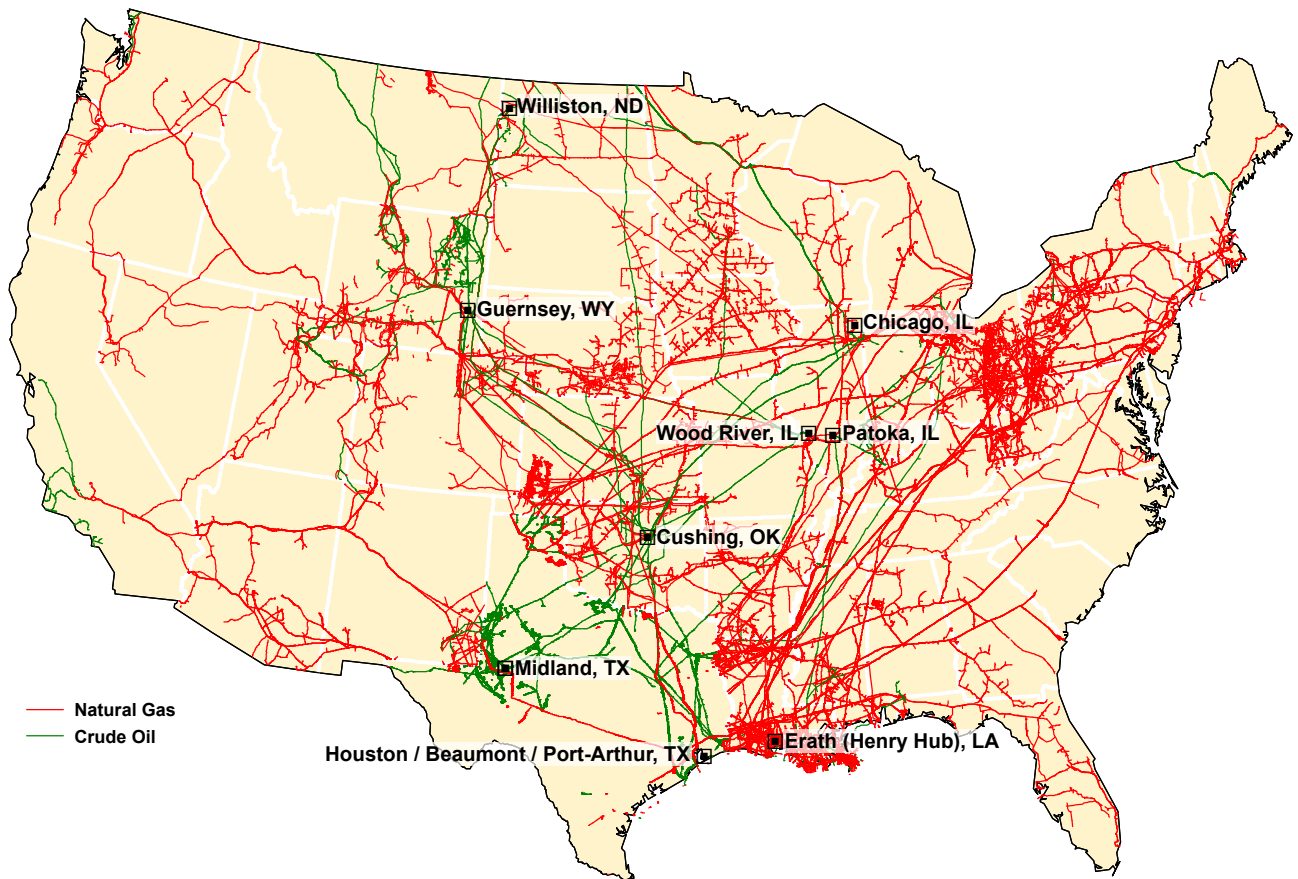 Williston, ND
Guernsey, WY
Chicago, IL
Wood River, IL
Patoka, IL
Cushing, OK
Midland, TX
Natural Gas
Crude Oil
Erath (Henry Hub), LA
Houston / Beaumont / Port-Arthur, TX